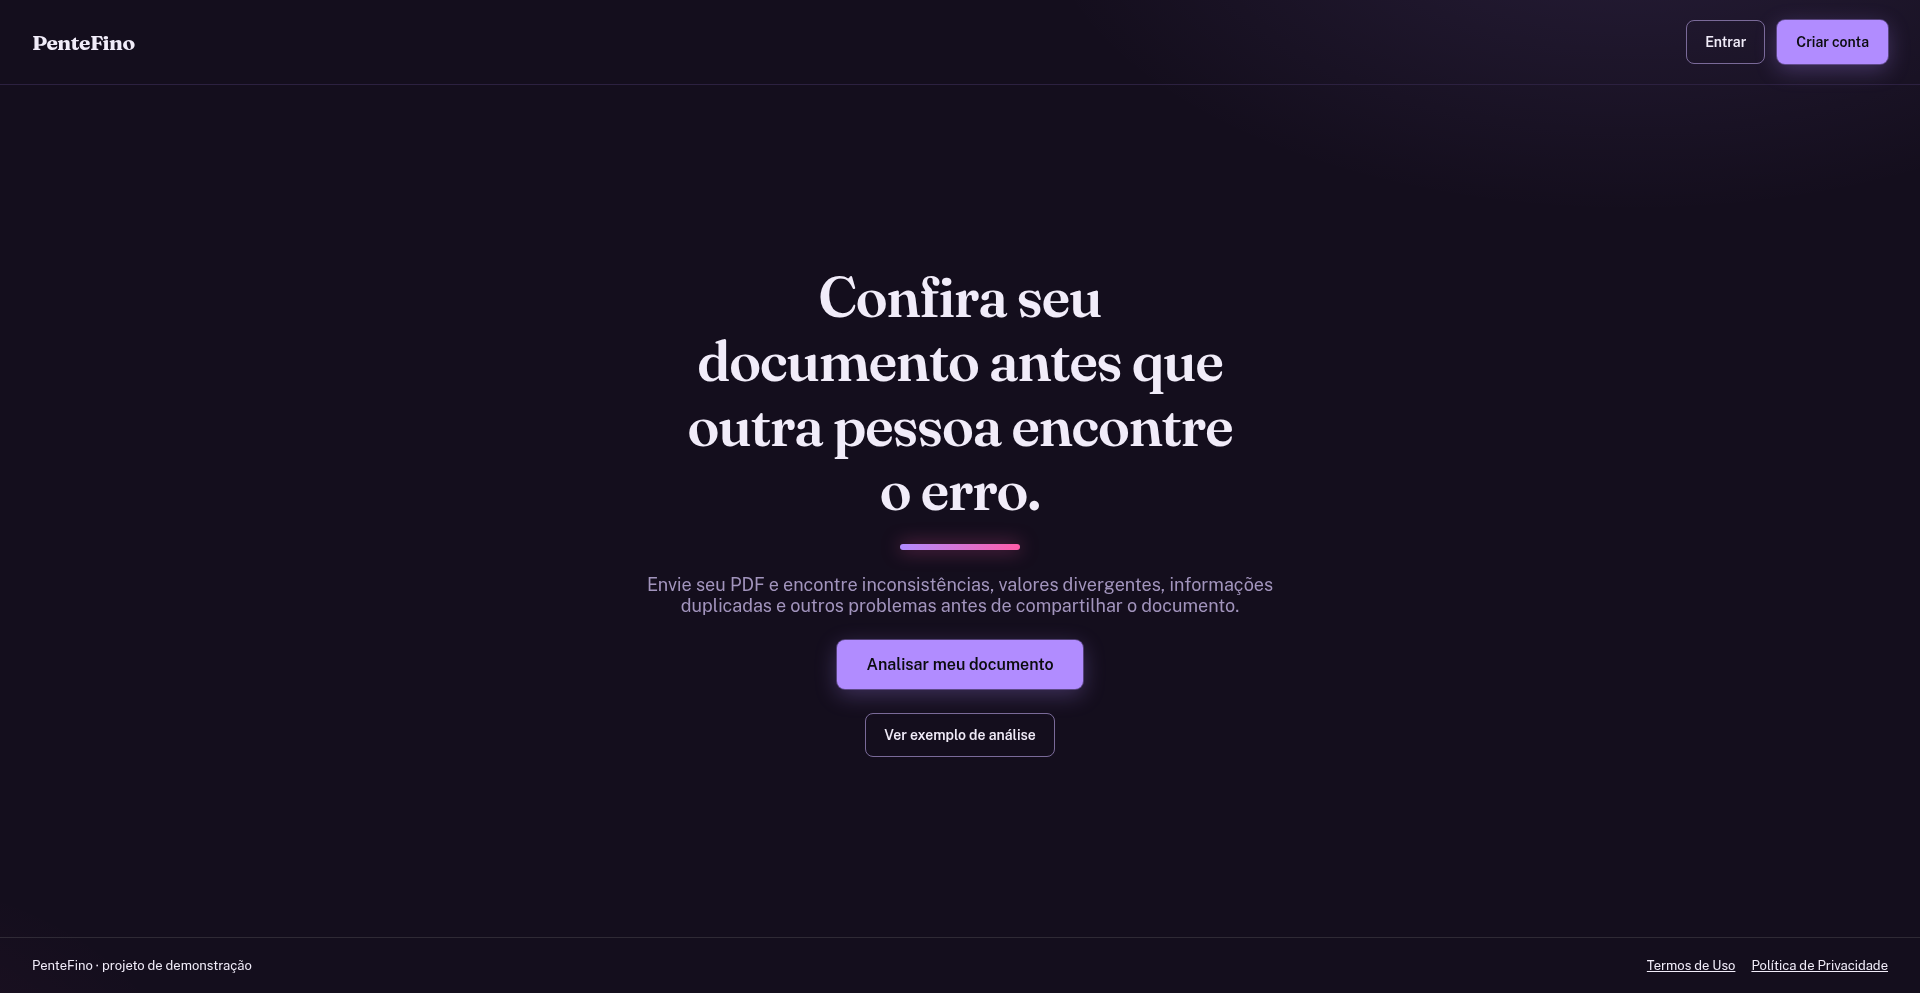 PenteFino
Entrar
Criar conta
Confira seu
documento antes que
outra pessoa encontre
o erro.
Envie seu PDF e encontre inconsistências, valores divergentes, informações
duplicadas e outros problemas antes de compartilhar o documento.
Analisar meu documento
Ver exemplo de análise
PenteFino · projeto de demonstração
Termos de Uso
Política de Privacidade